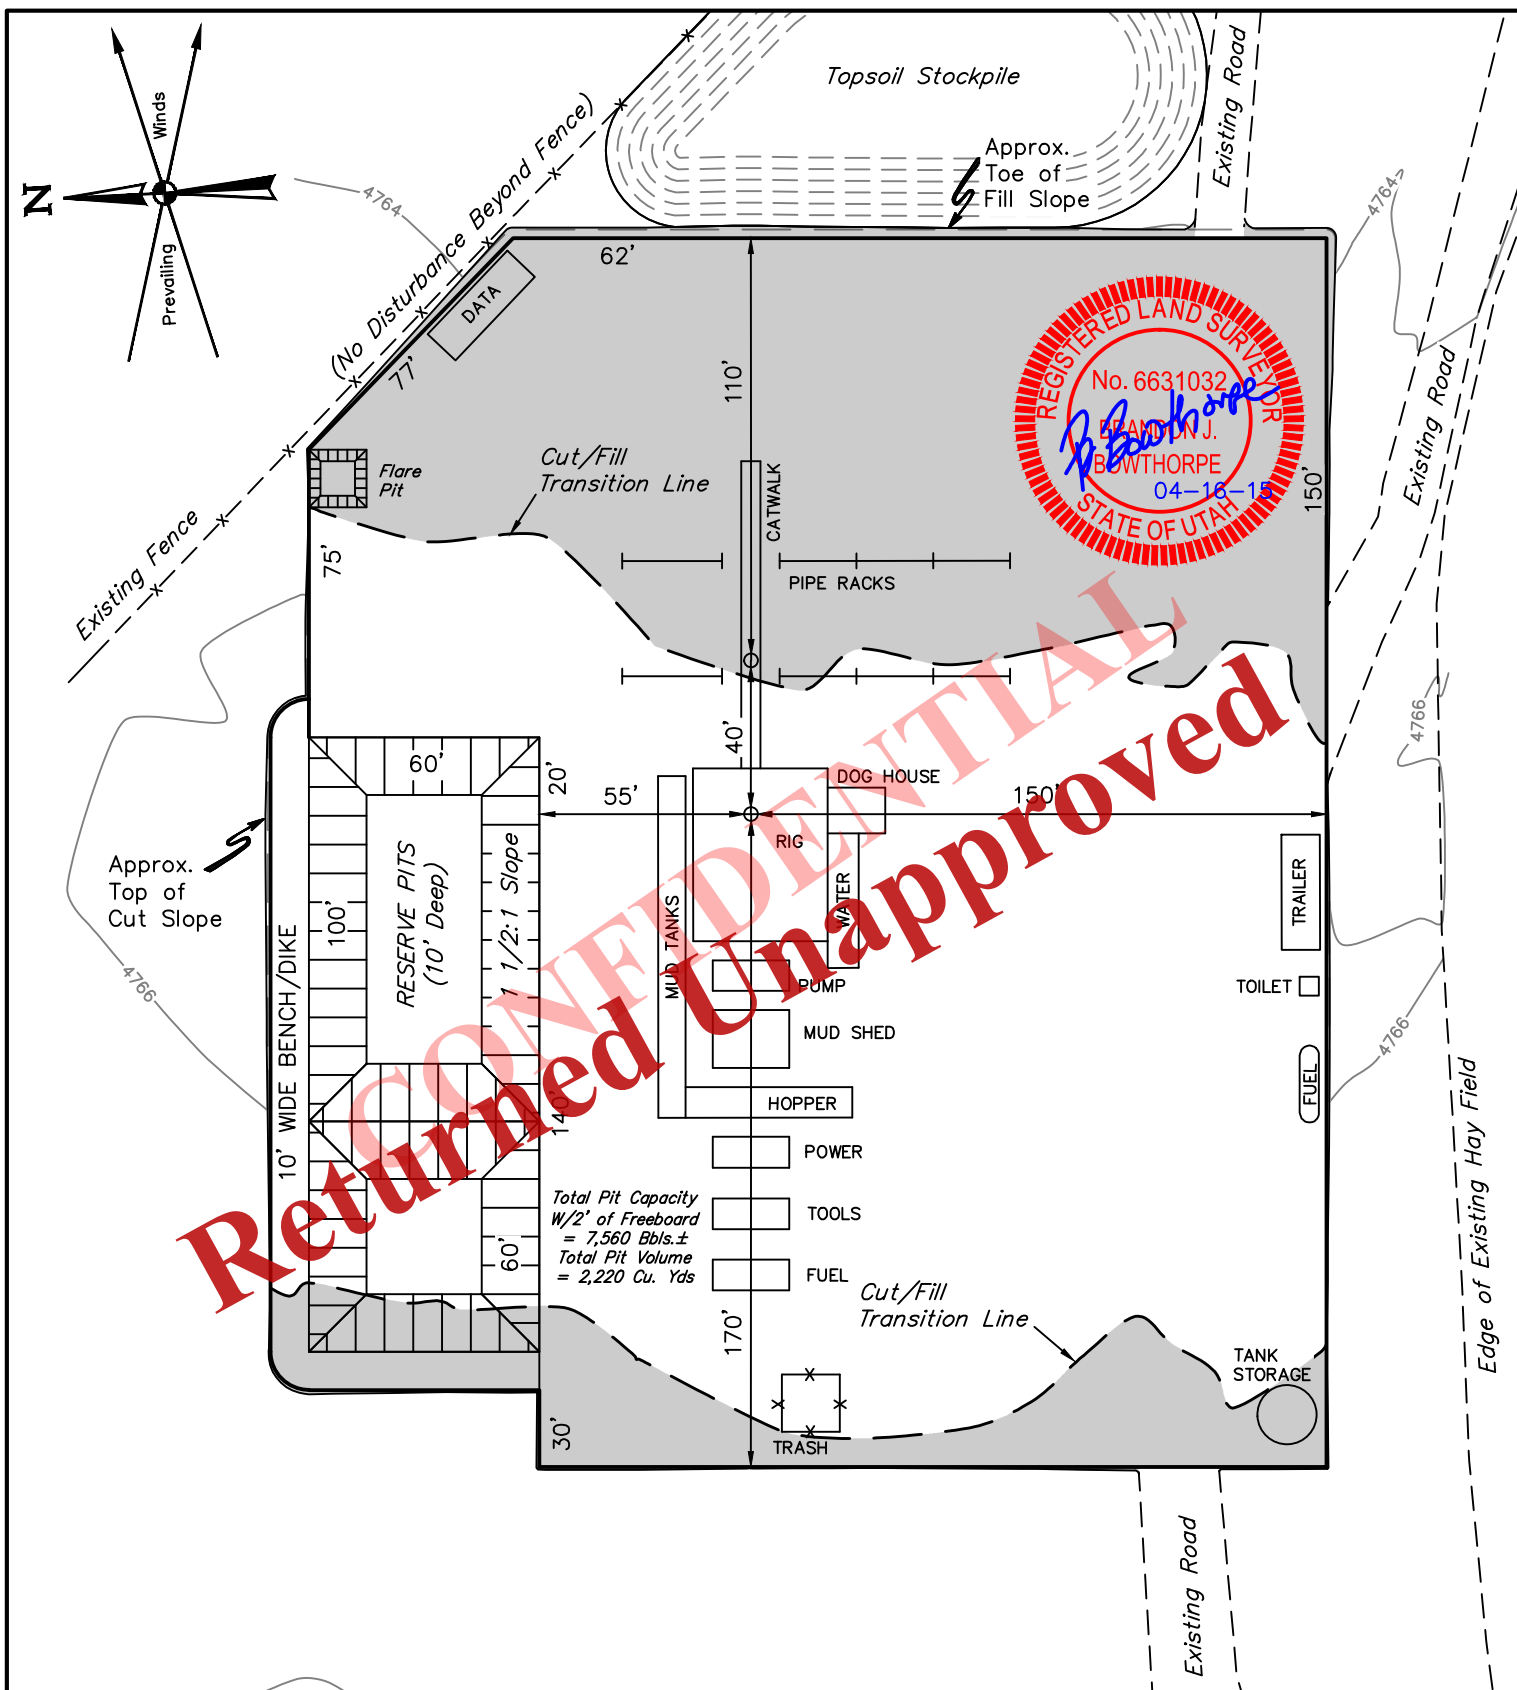 Winds
N
Prevailing
Topsoil Stockpile
Existing Road
Approx.
Toe of
Fill Slope
4764
4764
(No Disturbance Beyond Fence)
62'
DATA
77'
110'
REGISTERED LAND SURVEYOR
No. 6631032
BRANDON J.
BOWTHORPE
B. Bowthorpe
04-16-15
STATE OF UTAH
150'
Existing Road
Flare
Pit
Cut/Fill
Transition Line
CATWALK
Existing Fence
75'
PIPE RACKS
CONFIDENTIAL
Returned Unapproved
4766
40'
60'
20'
55'
DOG HOUSE
150'
RIG
Approx.
Top of
Cut Slope
100'
RESERVE PITS
(10' Deep)
1 1/2:1 Slope
MUD TANKS
WATER
TRAILER
4766
10' WIDE BENCH/DIKE
PUMP
TOILET
MUD SHED
4766
FUEL
140'
HOPPER
POWER
Edge of Existing Hay Field
Total Pit Capacity
W/2' of Freeboard
= 7,560 Bbls.±
Total Pit Volume
= 2,220 Cu. Yds
TOOLS
60'
FUEL
Cut/Fill
Transition Line
170'
TANK
STORAGE
30'
TRASH
Existing Road